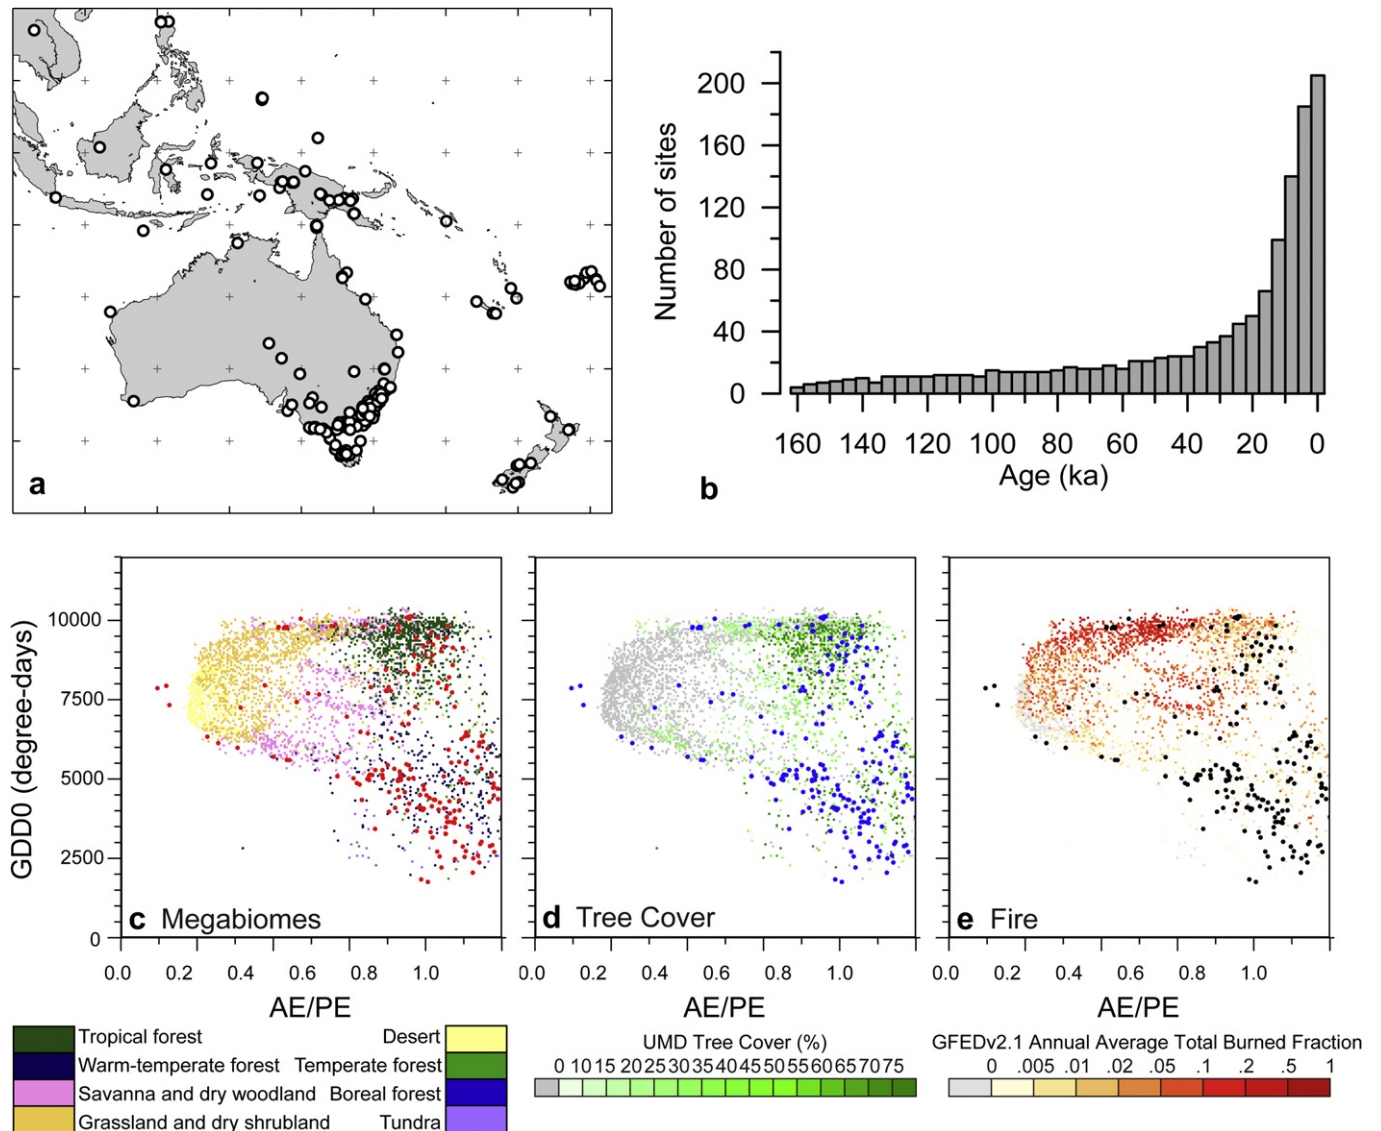 a
Number of sites
200
160
120
80
40
0
160 140 120 100 80 60 40 20 0
Age (ka)
b
GDD0 (degree-days)
10000
7500
5000
2500
0
c Megabiomes
d Tree Cover
e Fire
0.0 0.2 0.4 0.6 0.8 1.0
0.0 0.2 0.4 0.6 0.8 1.0
0.0 0.2 0.4 0.6 0.8 1.0
AE/PE
AE/PE
AE/PE
Tropical forest
Warm-temperate forest
Savanna and dry woodland
Grassland and dry shrubland
Desert
Temperate forest
Boreal forest
Tundra
UMD Tree Cover (%)
0 10 15 20 25 30 35 40 45 50 55 60 65 70 75
GFEDv2.1 Annual Average Total Burned Fraction
0 .005 .01 .02 .05 .1 .2 .5 1